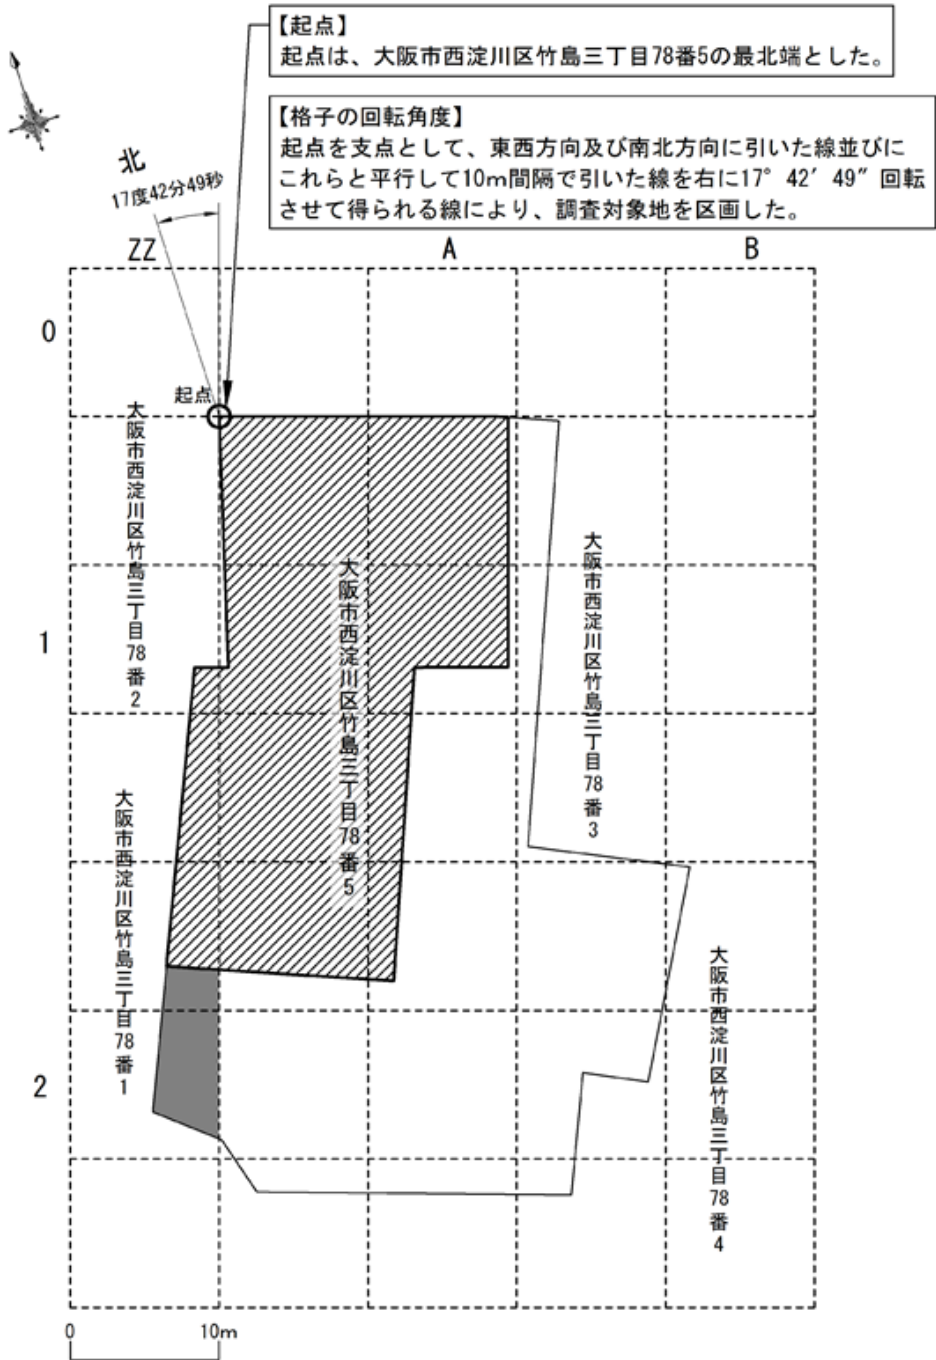 【起点】
起点は、大阪市西淀川区竹島三丁目78番5の最北端とした。
【格子の回転角度】
起点を支点として、東西方向及び南北方向に引いた線並びに
これらと平行して10m間隔で引いた線を右に17° 42′ 49″ 回転
させて得られる線により、調査対象地を区画した。
北
17度42分49秒
ZZ
A
B
0
起点
大阪市西淀川区竹島三丁目78番2
大阪市西淀川区竹島三丁目78番5
大阪市西淀川区竹島三丁目78番3
1
大阪市西淀川区竹島三丁目78番1
大阪市西淀川区竹島三丁目78番4
2
0
10m